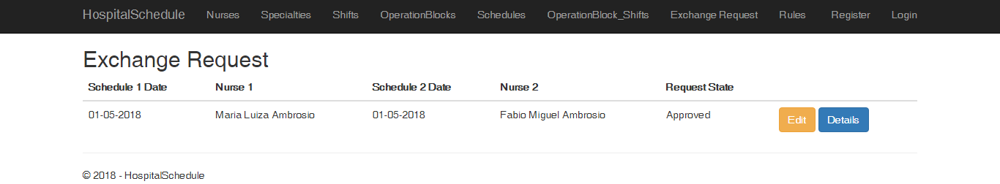 HospitalSchedule Nurses Specialties Shifts OperationBlocks Schedules OperationBlock_Shifts Exchange Request Rules Register Login
Exchange Request
Schedule 1 Date Nurse 1 Schedule 2 Date Nurse 2 Request State
01-05-2018 Maria Luiza Ambrosio 01-05-2018 Fabio Miguel Ambrosio Approved Edit Details
© 2018 - HospitalSchedule